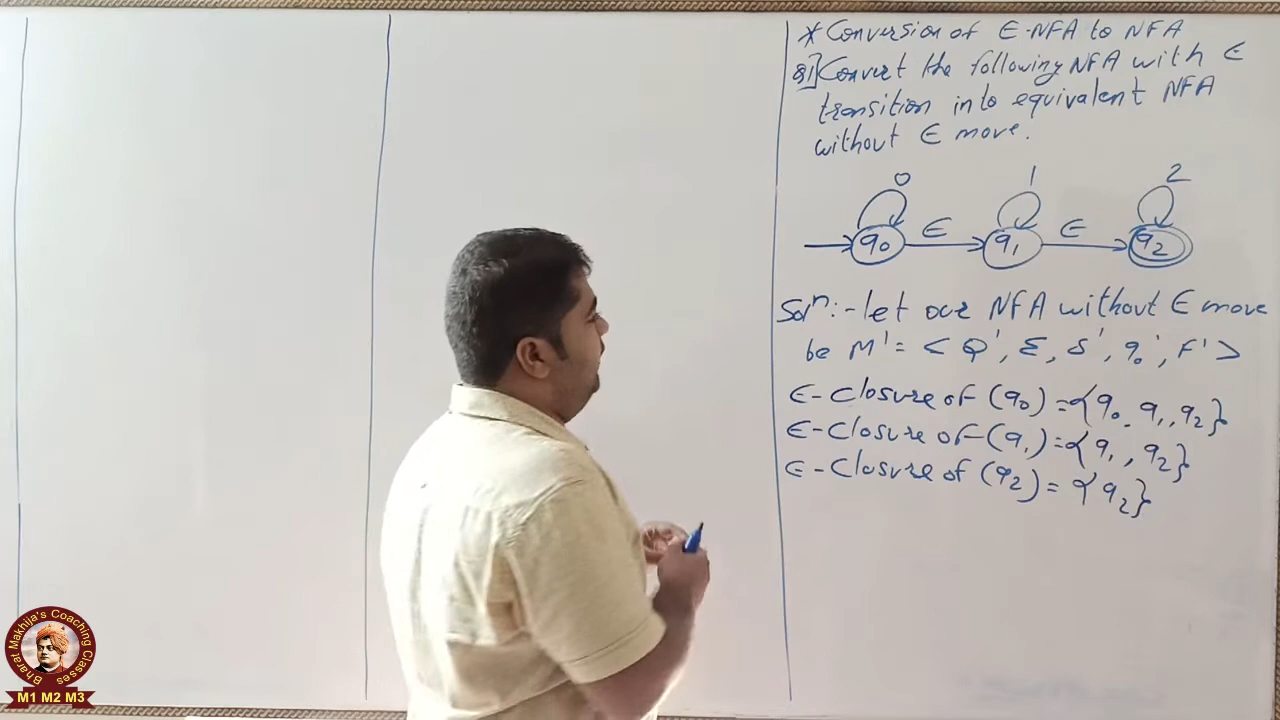 * Conversion of ∈-NFA to NFA
Q1] Convert the following NFA with ∈
transition into equivalent NFA
without ∈ move.
0 1 2
q0 ∈ q1 ∈ q2
Solⁿ:- let our NFA without ∈ move
be M' = < Q', Σ, δ', q0', F' >
∈-Closure of (q0) = {q0, q1, q2}
∈-Closure of (q1) = {q1, q2}
∈-Closure of (q2) = {q2}
Bharat Makhija's Coaching Classes
M1 M2 M3